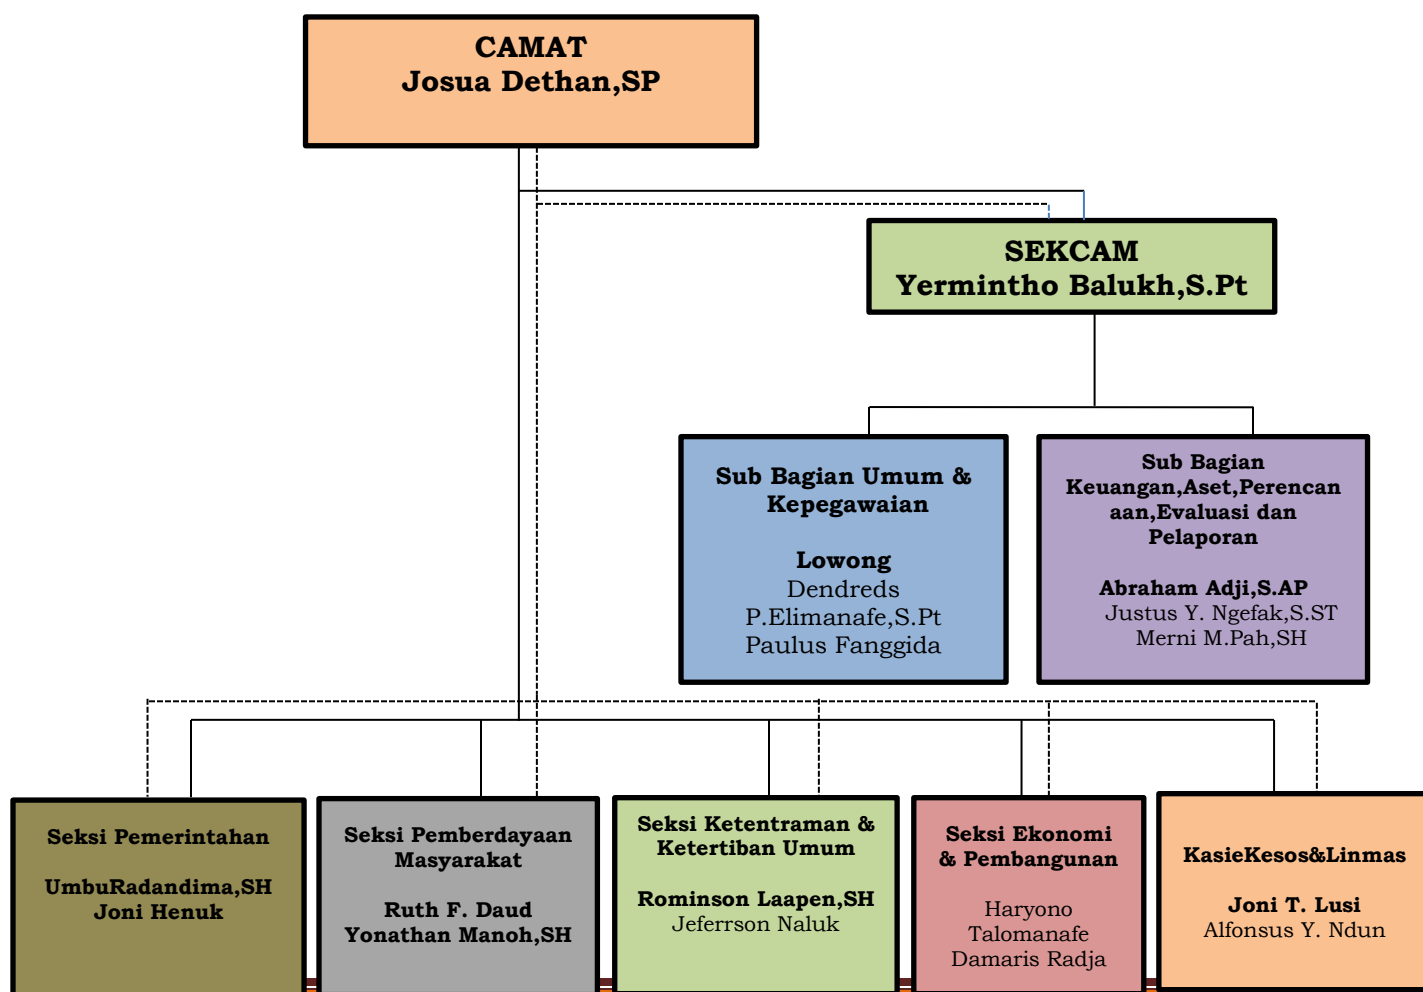 CAMAT
Josua Dethan,SP
SEKCAM
Yermintho Balukh,S.Pt
Sub Bagian Umum &
Kepegawaian
Lowong
Dendreds
P.Elimanafe,S.Pt
Paulus Fanggida
Sub Bagian
Keuangan,Aset,Perencan
aan,Evaluasi dan
Pelaporan
Abraham Adji,S.AP
Justus Y. Ngefak,S.ST
Merni M.Pah,SH
Seksi Pemerintahan
UmbuRadandima,SH
Joni Henuk
Seksi Pemberdayaan
Masyarakat
Ruth F. Daud
Yonathan Manoh,SH
Seksi Ketentraman &
Ketertiban Umum
Rominson Laapen,SH
Jeferrson Naluk
Seksi Ekonomi
& Pembangunan
Haryono
Talomanafe
Damaris Radja
KasieKesos&Linmas
Joni T. Lusi
Alfonsus Y. Ndun